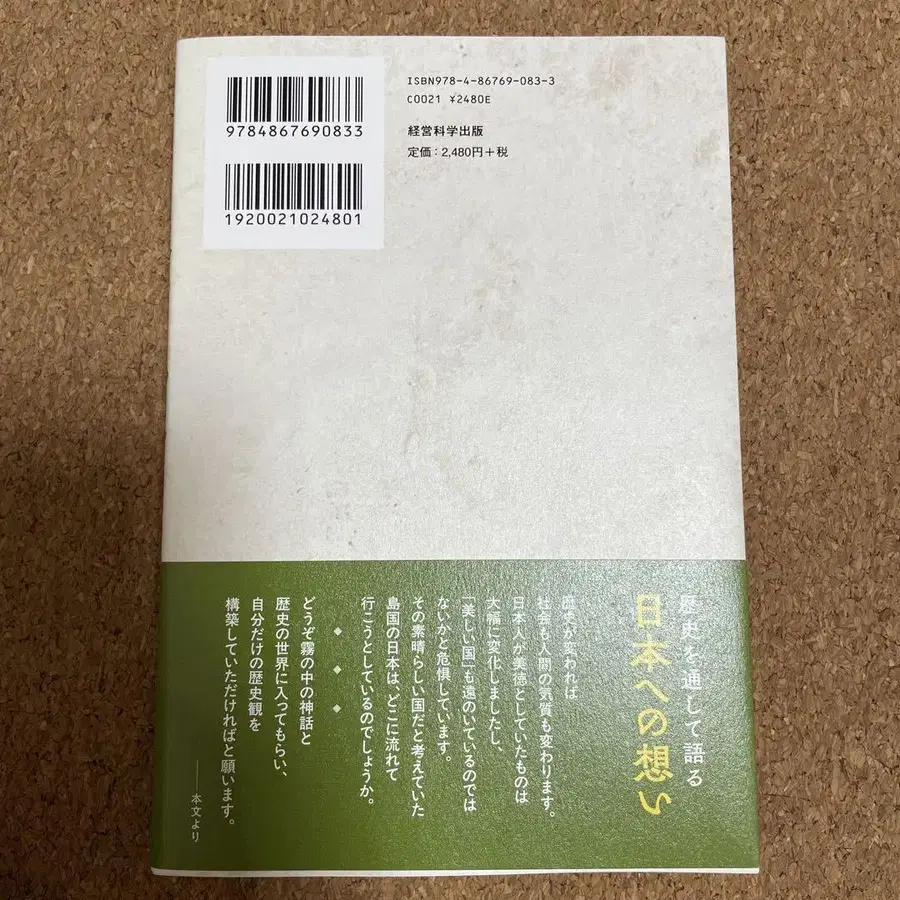 9784867690833
1920021024801
ISBN978-4-86769-083-3
C0021 ¥2480E
経営科学出版
定価：2,480円＋税
歴史を通して語る
日本への想い
歴史が変われば
社会も人間の気質も変わります。
日本人が美徳としていたものは
大幅に変化しましたし、
「美しい国」も遠のいているのでは
ないかと危惧しています。
その素晴らしい国だと考えていた
島国の日本は、どこに流れて
行こうとしているのでしょうか。
◆ ◆ ◆
どうぞ霧の中の神話と
歴史の世界に入ってもらい、
自分だけの歴史観を
構築していただければと願います。
――本文より